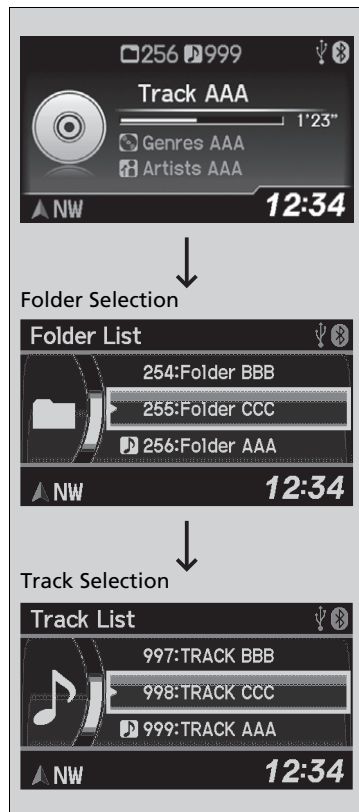 256 999
Track AAA
1'23"
Genres AAA
Artists AAA
NW 12:34
Folder Selection
Folder List
254:Folder BBB
255:Folder CCC
256:Folder AAA
NW 12:34
Track Selection
Track List
997:TRACK BBB
998:TRACK CCC
999:TRACK AAA
NW 12:34